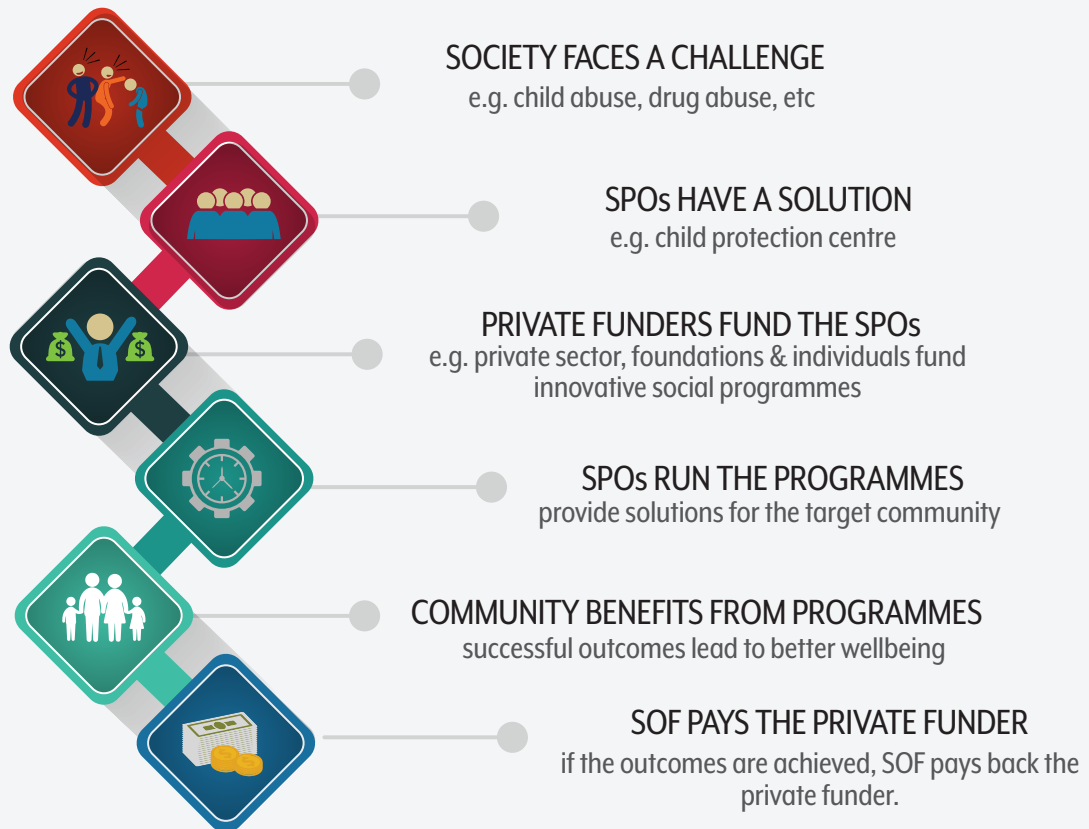 SOCIETY FACES A CHALLENGE
e.g. child abuse, drug abuse, etc
SPOs HAVE A SOLUTION
e.g. child protection centre
PRIVATE FUNDERS FUND THE SPOs
e.g. private sector, foundations & individuals fund
innovative social programmes
$ $
SPOs RUN THE PROGRAMMES
provide solutions for the target community
COMMUNITY BENEFITS FROM PROGRAMMES
successful outcomes lead to better wellbeing
SOF PAYS THE PRIVATE FUNDER
if the outcomes are achieved, SOF pays back the
private funder.